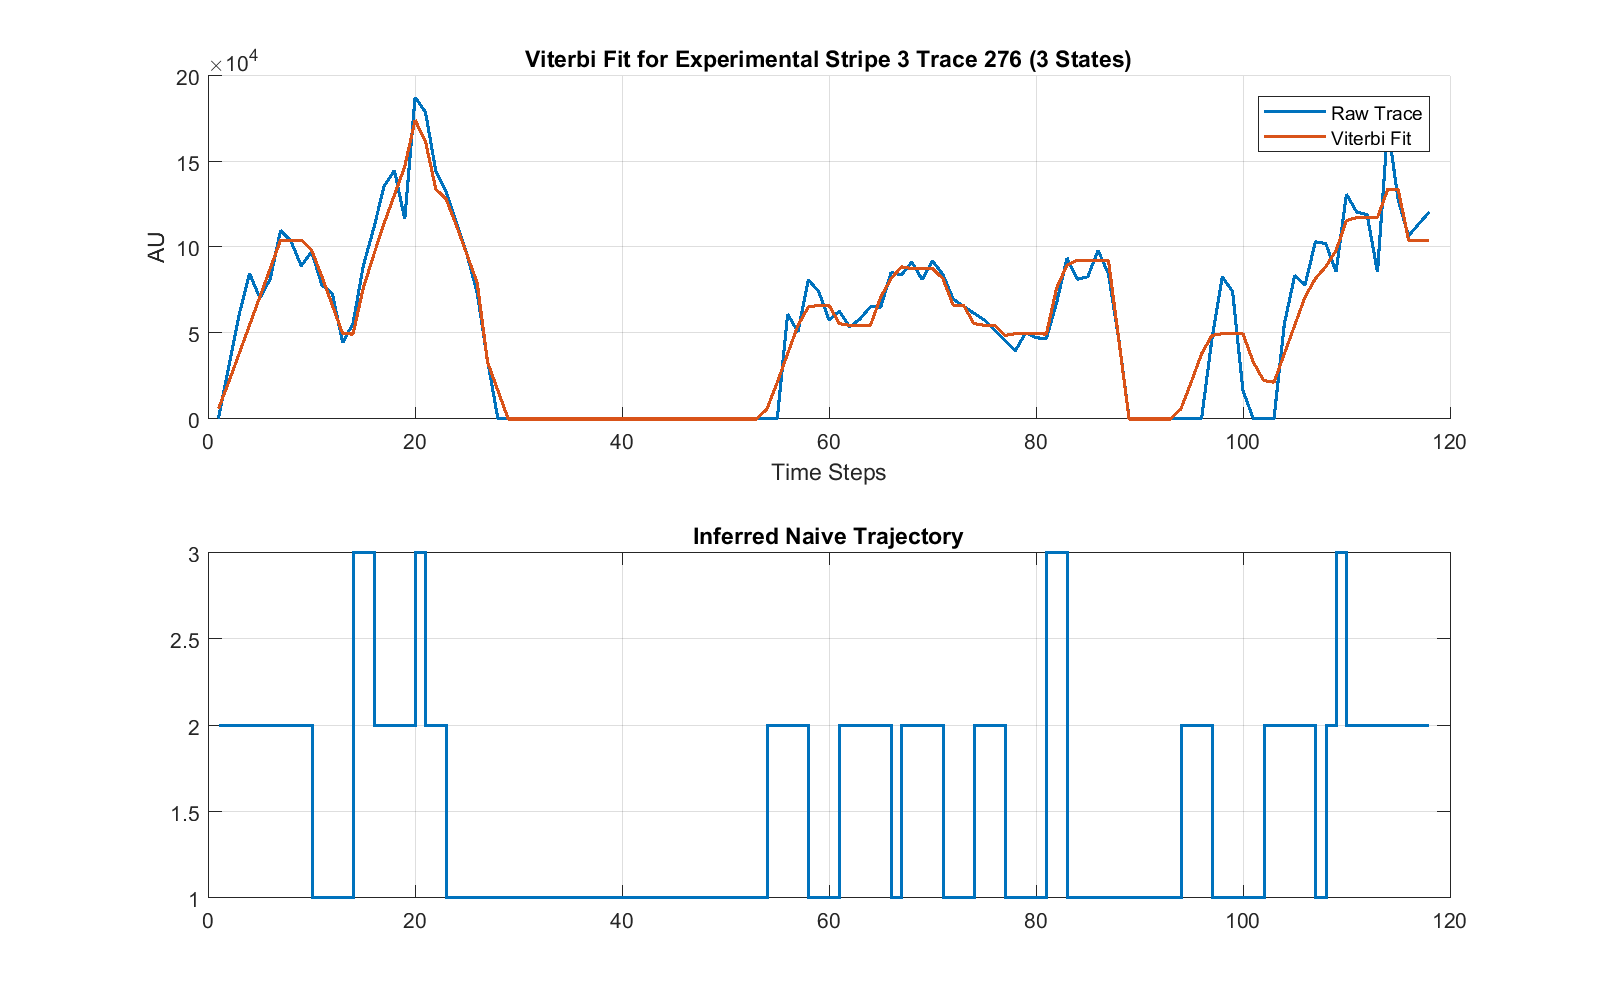 Viterbi Fit for Experimental Stripe 3 Trace 276 (3 States)
×10^4
20
15
10
5
0
AU
Raw Trace
Viterbi Fit
0 20 40 60 80 100 120
Time Steps
Inferred Naive Trajectory
3
2.5
2
1.5
1
0 20 40 60 80 100 120